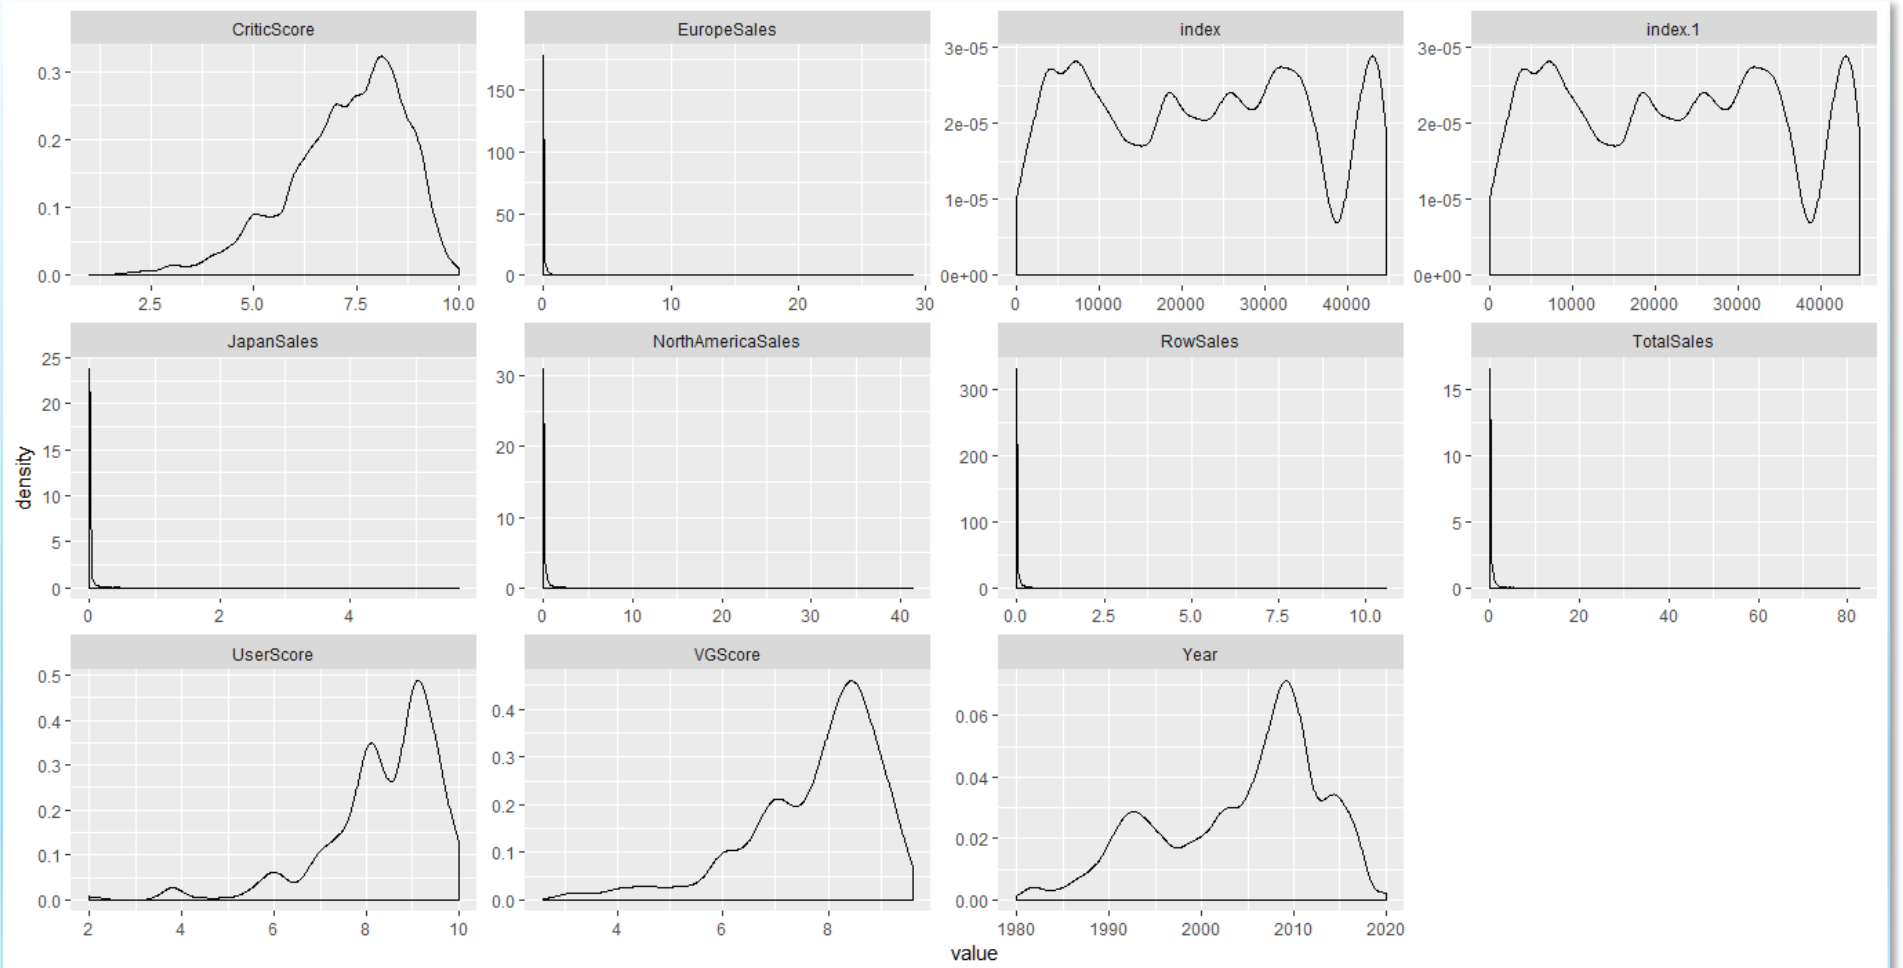 CriticScore EuropeSales index index.1
0.3 0.2 0.1 0.0
150 100 50 0
3e-05 2e-05 1e-05 0e+00
3e-05 2e-05 1e-05 0e+00
2.5 5.0 7.5 10.0
0 10 20 30
0 10000 20000 30000 40000
0 10000 20000 30000 40000
JapanSales NorthAmericaSales RowSales TotalSales
density
25 20 15 10 5 0
30 20 10 0
300 200 100 0
15 10 5 0
0 2 4
0 10 20 30 40
0.0 2.5 5.0 7.5 10.0
0 20 40 60 80
UserScore VGScore Year
0.5 0.4 0.3 0.2 0.1 0.0
0.4 0.3 0.2 0.1 0.0
0.06 0.04 0.02 0.00
2 4 6 8 10
4 6 8
1980 1990 2000 2010 2020
value